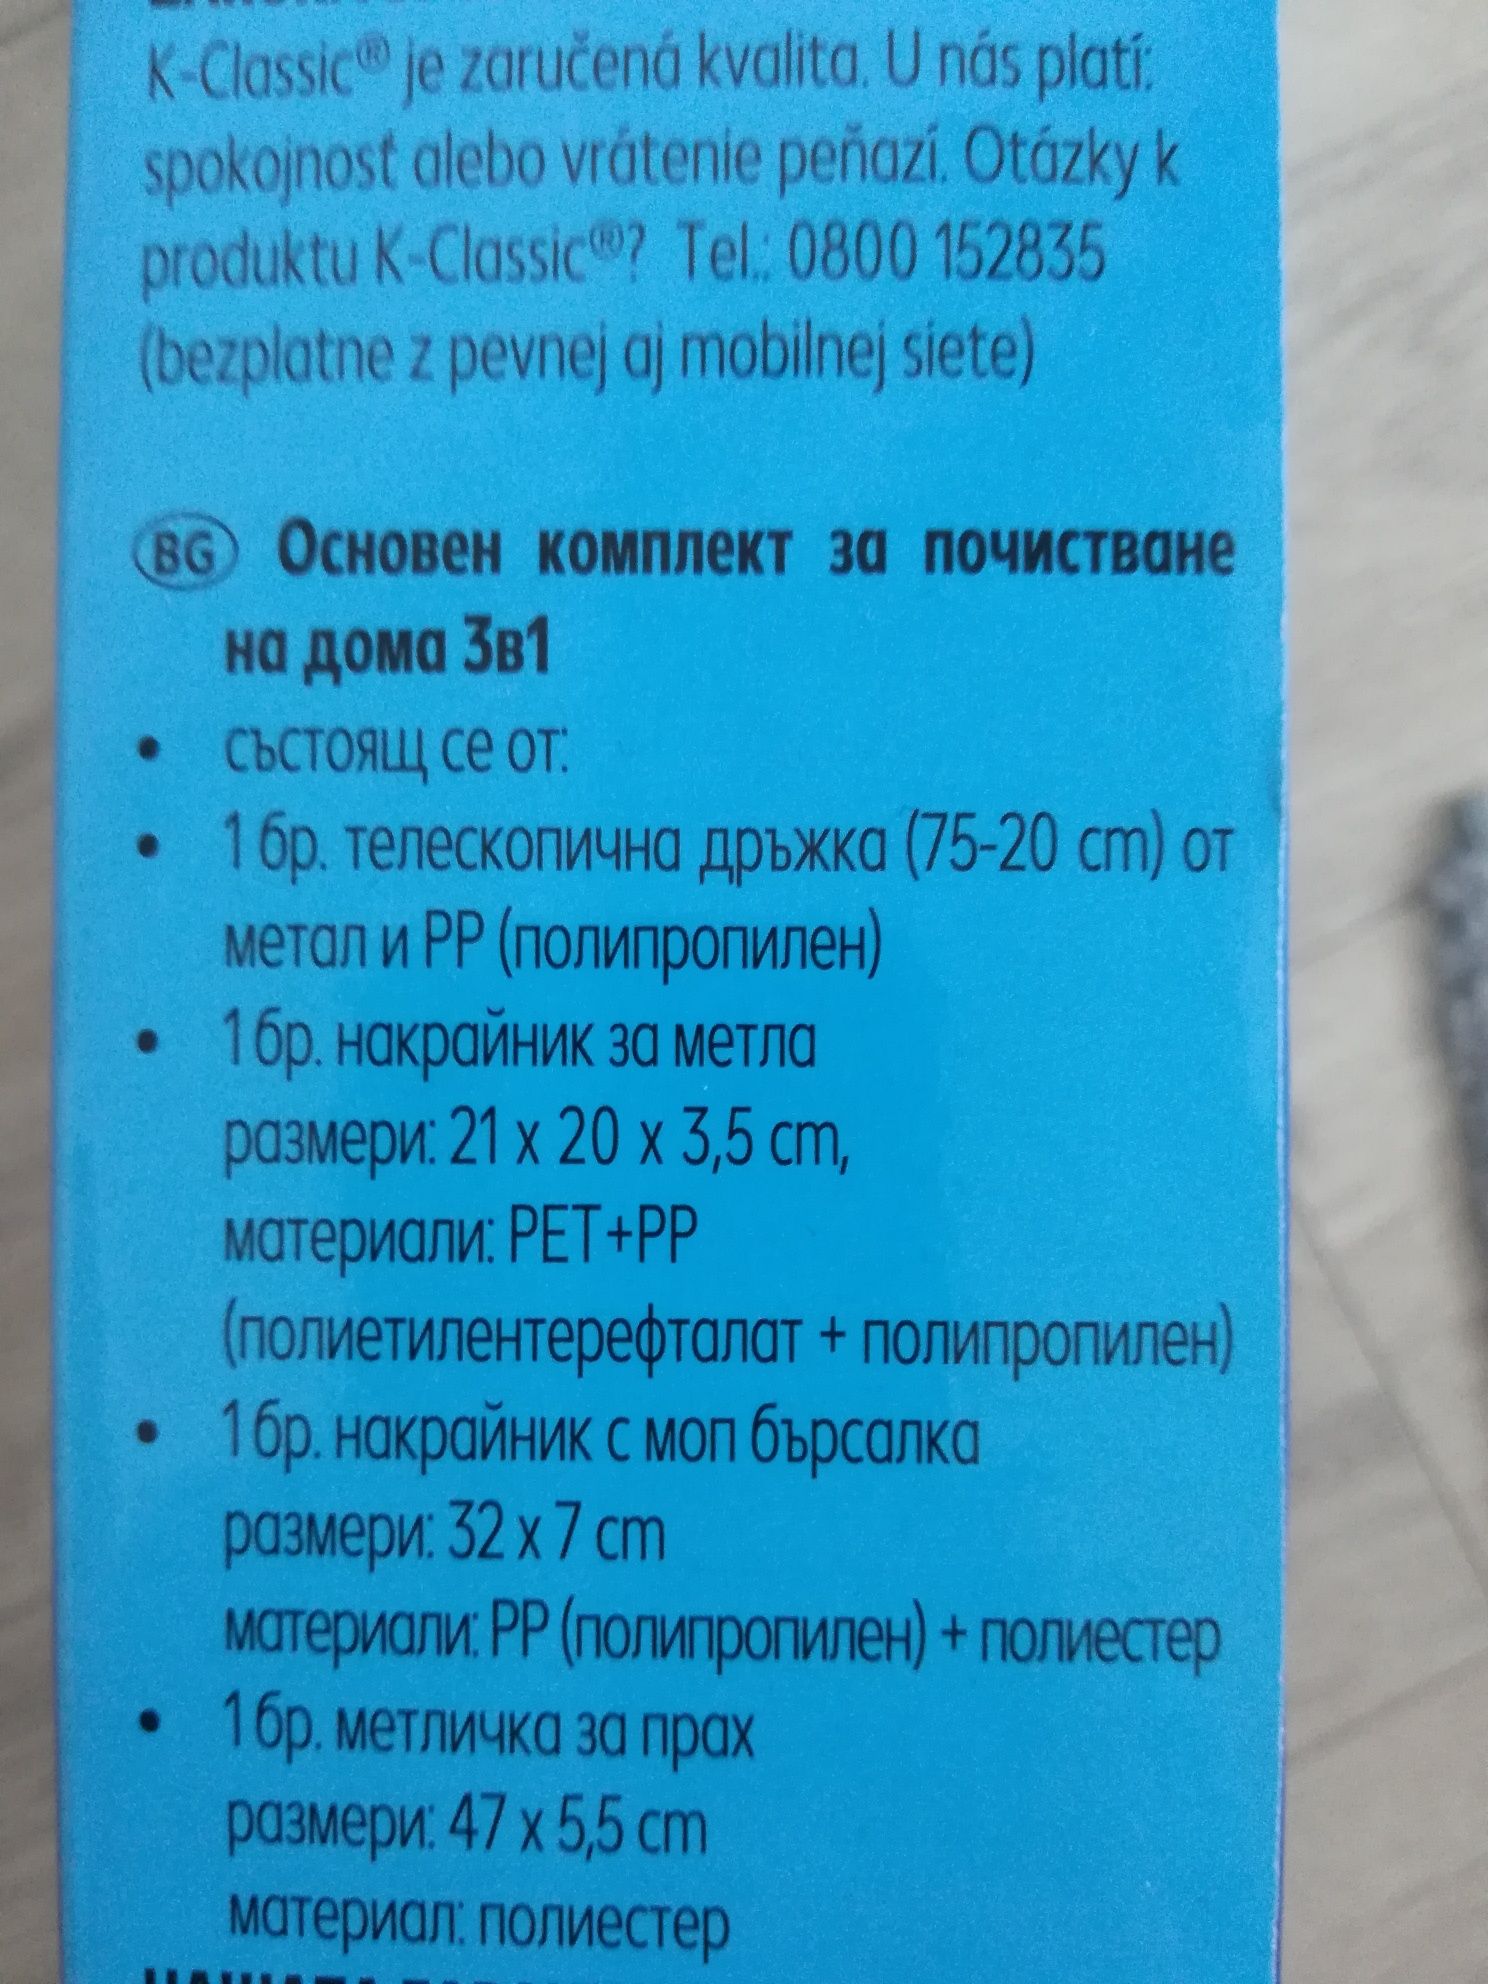 K-Classic® je zaručená kvalita. U nás platí:
spokojnosť alebo vrátenie peňazí. Otázky k
produktu K-Classic®? Tel.: 0800 152835
(bezplatne z pevnej aj mobilnej siete)
BG Основен комплект за почистване
на дома 3в1
• състоящ се от:
• 1 бр. телескопична дръжка (75-20 cm) от
метал и PP (полипропилен)
• 1 бр. накрайник за метла
размери: 21 x 20 x 3,5 cm,
материали: PET+PP
(полиетилентерефталат + полипропилен)
• 1 бр. накрайник с моп бърсалка
размери: 32 x 7 cm
материали: PP (полипропилен) + полиестер
• 1 бр. метличка за прах
размери: 47 x 5,5 cm
материал: полиестер